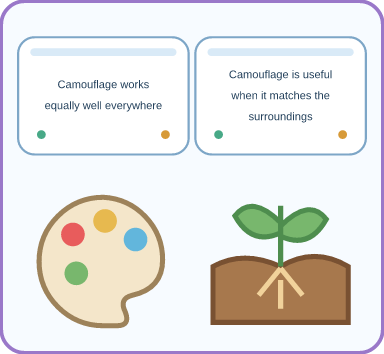 Camouflage works
equally well everywhere
Camouflage is useful
when it matches the
surroundings